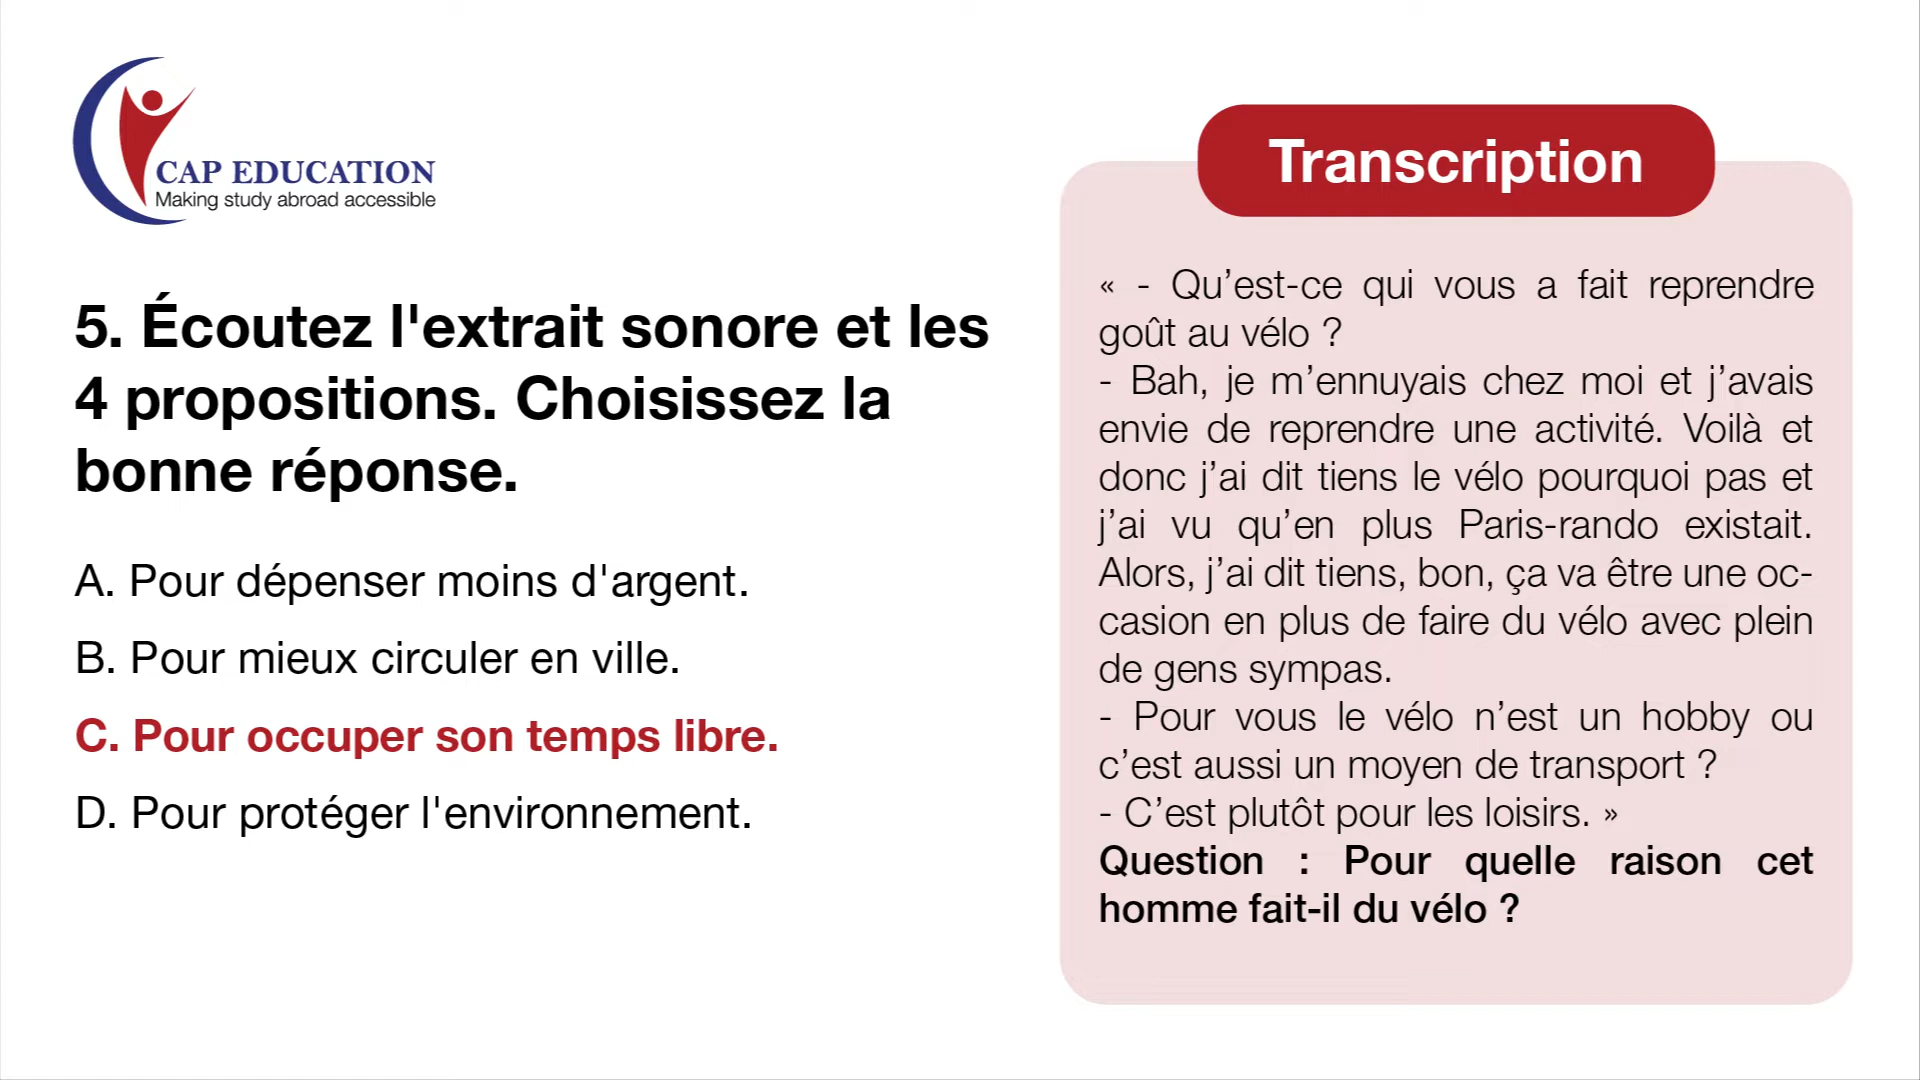 CAP EDUCATION
Making study abroad accessible
5. Écoutez l'extrait sonore et les
4 propositions. Choisissez la
bonne réponse.
A. Pour dépenser moins d'argent.
B. Pour mieux circuler en ville.
C. Pour occuper son temps libre.
D. Pour protéger l'environnement.
Transcription
« - Qu’est-ce qui vous a fait reprendre
goût au vélo ?
- Bah, je m’ennuyais chez moi et j’avais
envie de reprendre une activité. Voilà et
donc j’ai dit tiens le vélo pourquoi pas et
j’ai vu qu’en plus Paris-rando existait.
Alors, j’ai dit tiens, bon, ça va être une oc-
casion en plus de faire du vélo avec plein
de gens sympas.
- Pour vous le vélo n’est un hobby ou
c’est aussi un moyen de transport ?
- C’est plutôt pour les loisirs. »
Question : Pour quelle raison cet
homme fait-il du vélo ?